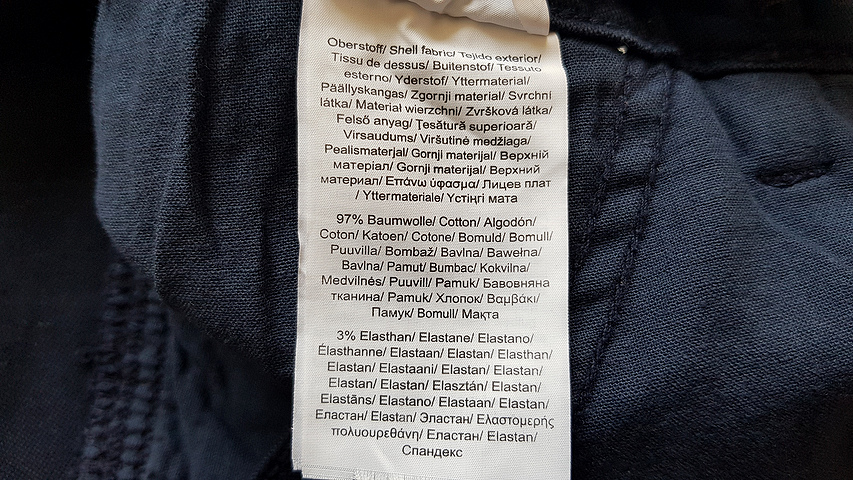 Oberstoff/ Shell fabric/ Tejido exterior/
Tissu de dessus/ Buitenstof/ Tessuto
esterno/ Yderstof/ Yttermaterial/
Päällyskangas/ Zgornji material/ Svrchní
látka/ Materiał wierzchni/ Zvršková látka/
Felső anyag/ Ţesătură superioară/
Virsaudums/ Viršutinė medžiaga/
Pealismaterjal/ Gornji materijal/ Верхній
матеріал/ Gornji materijal/ Верхний
материал/ Επάνω ύφασμα/ Лицев плат
/ Yttermateriale/ Үстіңгі мата
97% Baumwolle/ Cotton/ Algodón/
Coton/ Katoen/ Cotone/ Bomuld/ Bomull/
Puuvilla/ Bombaž/ Bavlna/ Bawełna/
Bavlna/ Pamut/ Bumbac/ Kokvilna/
Medvilnės/ Puuvill/ Pamuk/ Бавовняна
тканина/ Pamuk/ Хлопок/ Βαμβάκι/
Памук/ Bomull/ Мақта
3% Elasthan/ Elastane/ Elastano/
Élasthanne/ Elastaan/ Elastan/ Elasthan/
Elastan/ Elastaani/ Elastan/ Elastan/
Elastan/ Elastan/ Elasztán/ Elastan/
Elastāns/ Elastano/ Elastaan/ Elastan/
Еластан/ Elastan/ Эластан/ Ελαστομερής
πολυουρεθάνη/ Еластан/ Elastan/
Спандекс